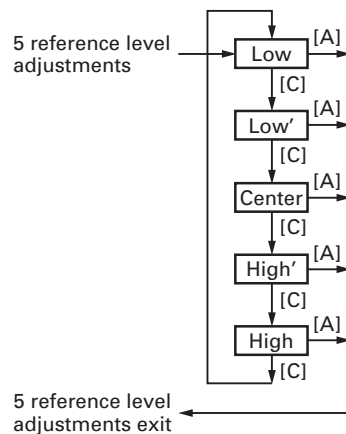 5 reference level
adjustments
Low
[A]
[C]
Low’
[A]
[C]
Center
[A]
[C]
High’
[A]
[C]
High
[A]
[C]
5 reference level
adjustments exit